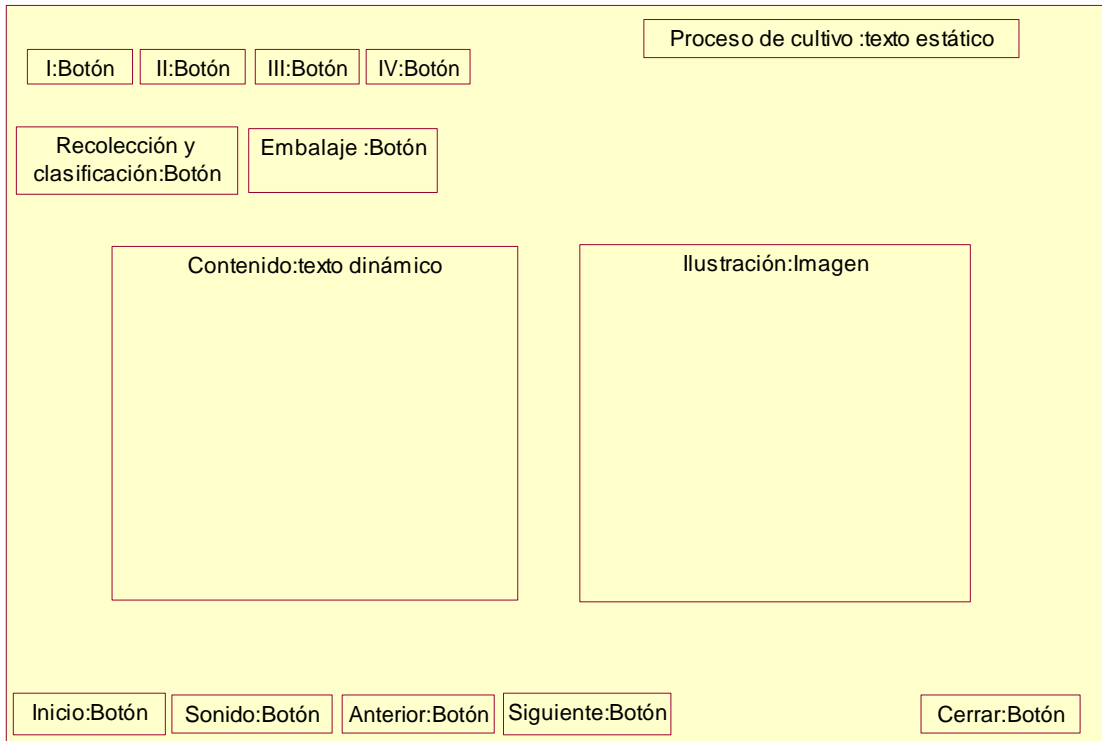 Proceso de cultivo :texto estático
I:Botón
II:Botón
III:Botón
IV:Botón
Recolección y
clasificación:Botón
Embalaje :Botón
Contenido:texto dinámico
Ilustración:Imagen
Inicio:Botón
Sonido:Botón
Anterior:Botón
Siguiente:Botón
Cerrar:Botón